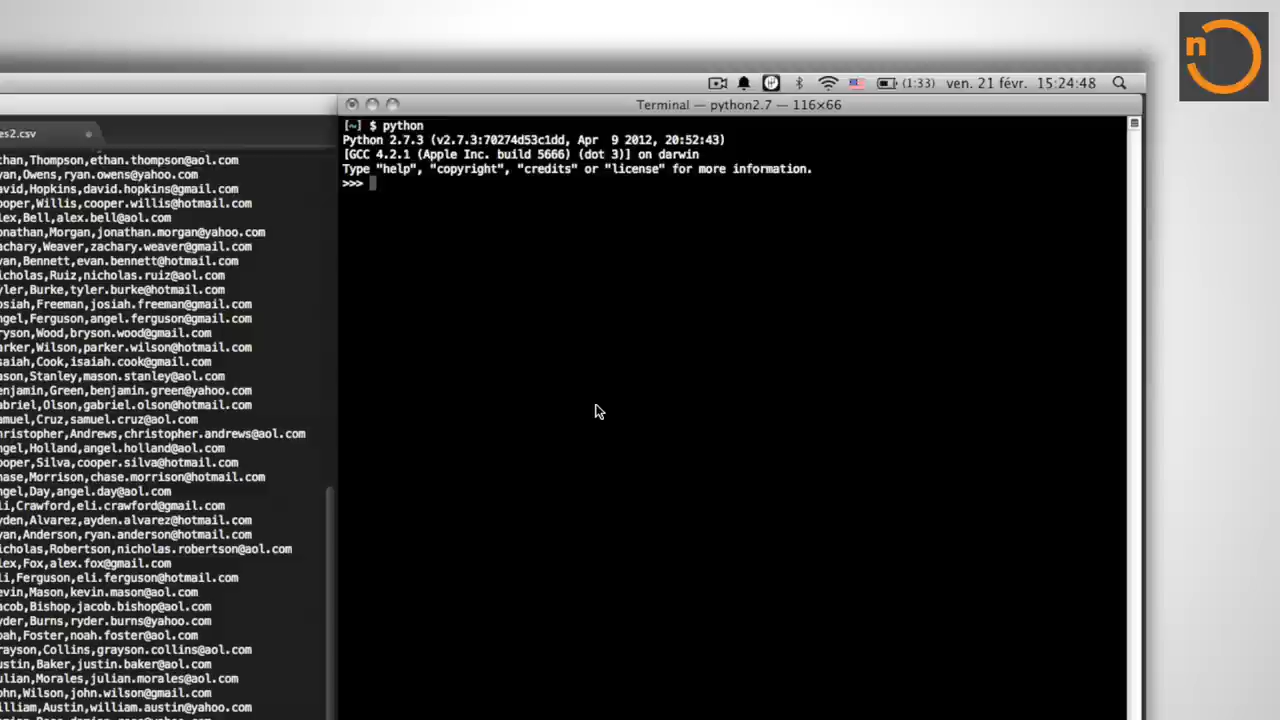 n
(1:33) ven. 21 févr. 15:24:48
Terminal — python2.7 — 116×66
es2.csv
[~] $ python
Python 2.7.3 (v2.7.3:70274d53c1dd, Apr  9 2012, 20:52:43)
[GCC 4.2.1 (Apple Inc. build 5666) (dot 3)] on darwin
Type "help", "copyright", "credits" or "license" for more information.
>>>
than,Thompson,ethan.thompson@aol.com
yan,Owens,ryan.owens@yahoo.com
avid,Hopkins,david.hopkins@gmail.com
ooper,Willis,cooper.willis@hotmail.com
lex,Bell,alex.bell@aol.com
onathan,Morgan,jonathan.morgan@yahoo.com
achary,Weaver,zachary.weaver@gmail.com
van,Bennett,evan.bennett@hotmail.com
icholas,Ruiz,nicholas.ruiz@aol.com
yler,Burke,tyler.burke@hotmail.com
osiah,Freeman,josiah.freeman@gmail.com
ngel,Ferguson,angel.ferguson@gmail.com
ryson,Wood,bryson.wood@gmail.com
arker,Wilson,parker.wilson@hotmail.com
saiah,Cook,isaiah.cook@gmail.com
ason,Stanley,mason.stanley@aol.com
enjamin,Green,benjamin.green@yahoo.com
abriel,Olson,gabriel.olson@hotmail.com
amuel,Cruz,samuel.cruz@aol.com
hristopher,Andrews,christopher.andrews@aol.com
ngel,Holland,angel.holland@aol.com
ooper,Silva,cooper.silva@hotmail.com
hase,Morrison,chase.morrison@hotmail.com
ngel,Day,angel.day@aol.com
li,Crawford,eli.crawford@gmail.com
yden,Alvarez,ayden.alvarez@hotmail.com
yan,Anderson,ryan.anderson@hotmail.com
icholas,Robertson,nicholas.robertson@aol.com
lex,Fox,alex.fox@gmail.com
li,Ferguson,eli.ferguson@hotmail.com
evin,Mason,kevin.mason@aol.com
acob,Bishop,jacob.bishop@aol.com
yder,Burns,ryder.burns@yahoo.com
oah,Foster,noah.foster@aol.com
rayson,Collins,grayson.collins@aol.com
ustin,Baker,justin.baker@aol.com
ulian,Morales,julian.morales@aol.com
ohn,Wilson,john.wilson@gmail.com
illiam,Austin,william.austin@yahoo.com